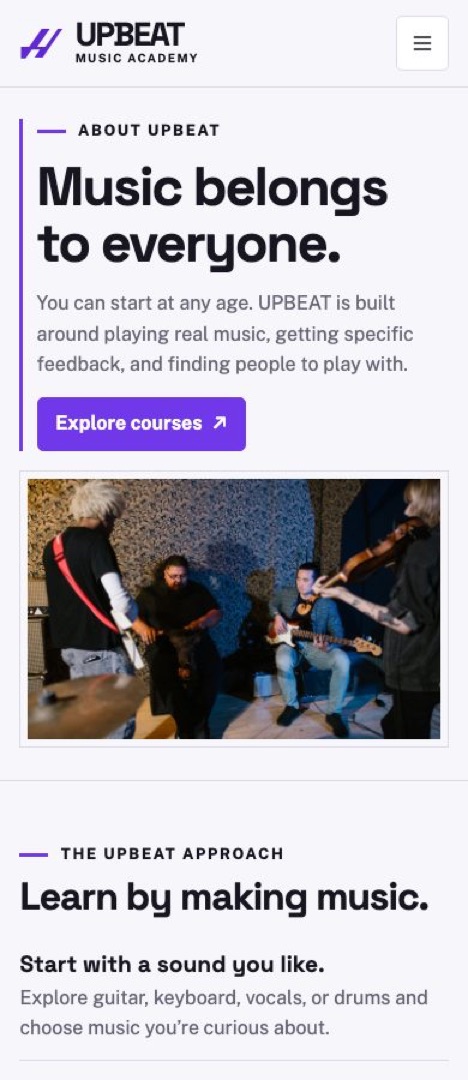 UPBEAT
MUSIC ACADEMY
ABOUT UPBEAT
Music belongs
to everyone.
You can start at any age. UPBEAT is built
around playing real music, getting specific
feedback, and finding people to play with.
Explore courses ↗
THE UPBEAT APPROACH
Learn by making music.
Start with a sound you like.
Explore guitar, keyboard, vocals, or drums and
choose music you’re curious about.